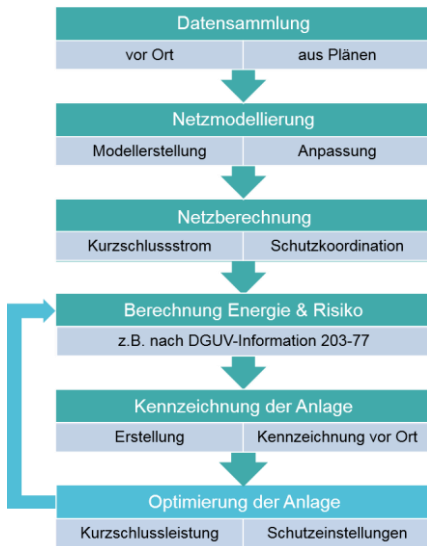 Datensammlung
vor Ort aus Plänen
Netzmodellierung
Modellerstellung Anpassung
Netzberechnung
Kurzschlussstrom Schutzkoordination
Berechnung Energie & Risiko
z.B. nach DGUV-Information 203-77
Kennzeichnung der Anlage
Erstellung Kennzeichnung vor Ort
Optimierung der Anlage
Kurzschlussleistung Schutzeinstellungen